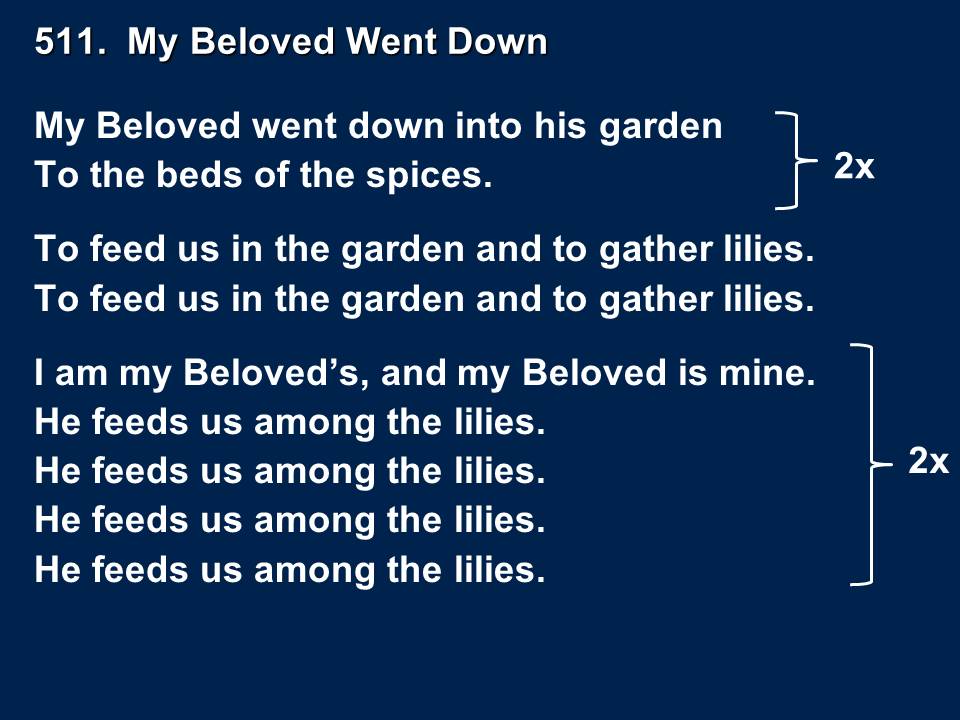 511.  My Beloved Went Down
My Beloved went down into his garden
To the beds of the spices.
2x
To feed us in the garden and to gather lilies.
To feed us in the garden and to gather lilies.
I am my Beloved’s, and my Beloved is mine.
He feeds us among the lilies.
He feeds us among the lilies.
He feeds us among the lilies.
He feeds us among the lilies.
2x